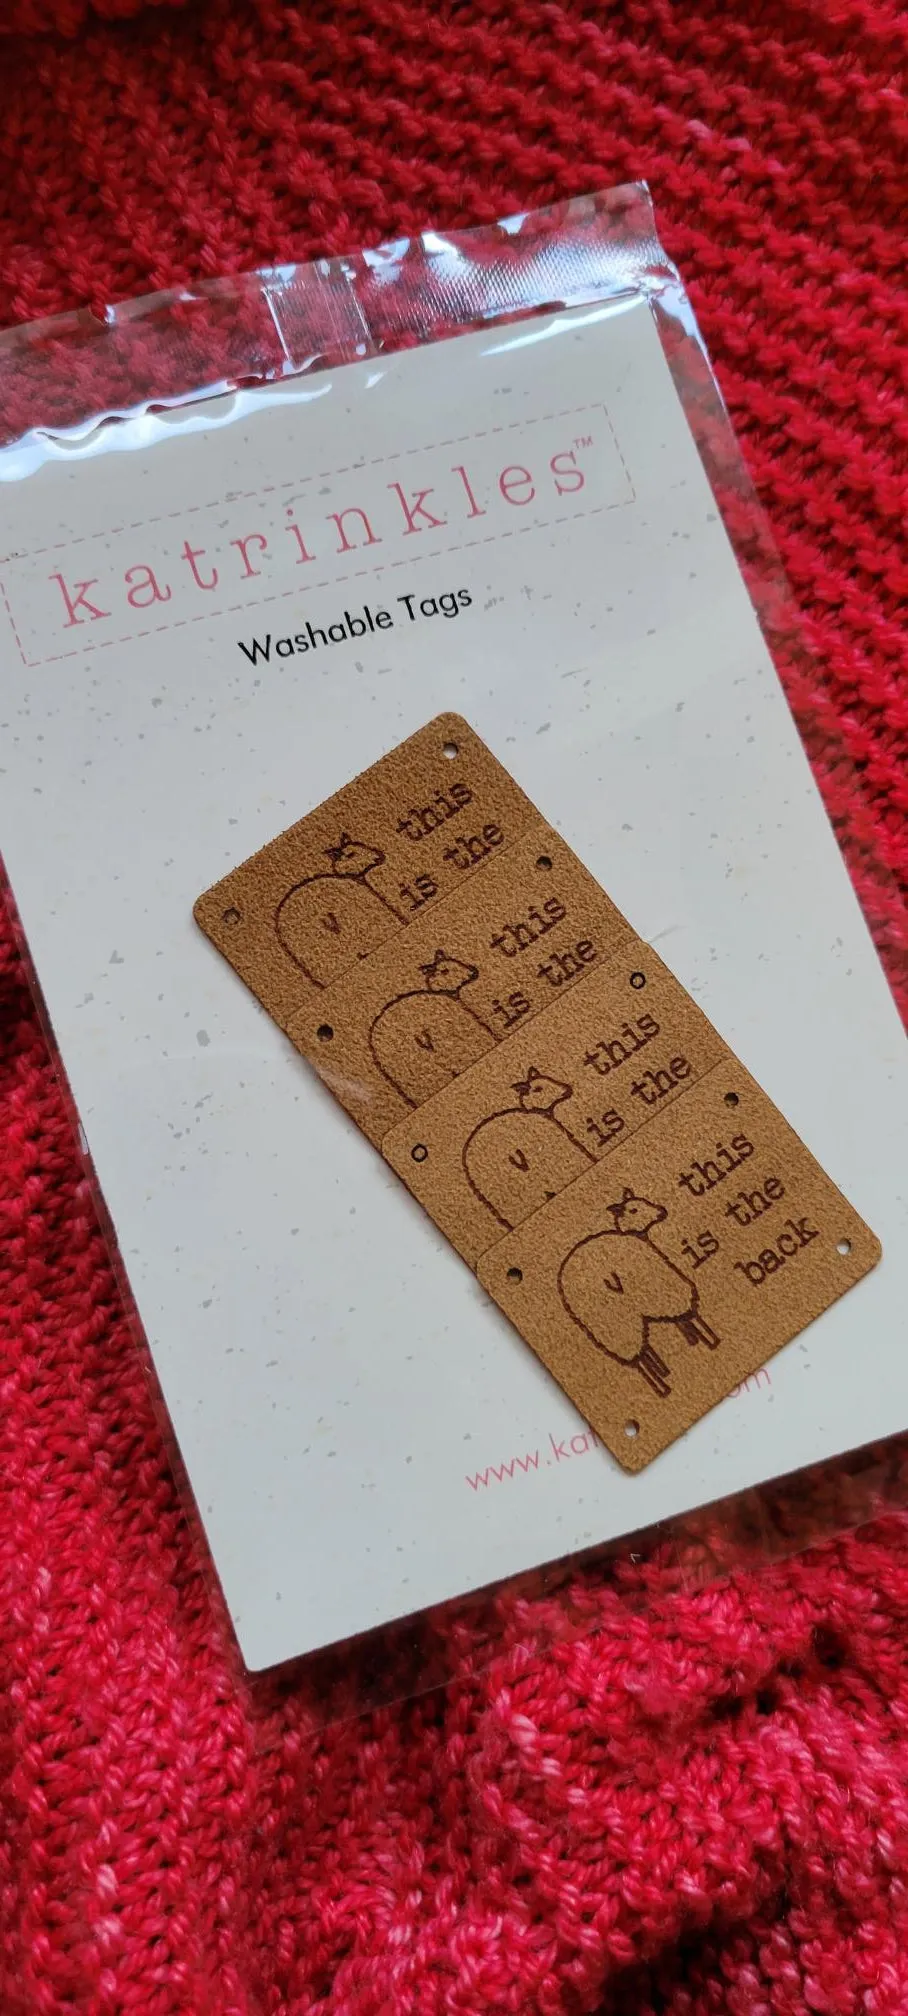 katrinkles™
Washable Tags
this
is the
this
is the
this
is the
this
is the
back